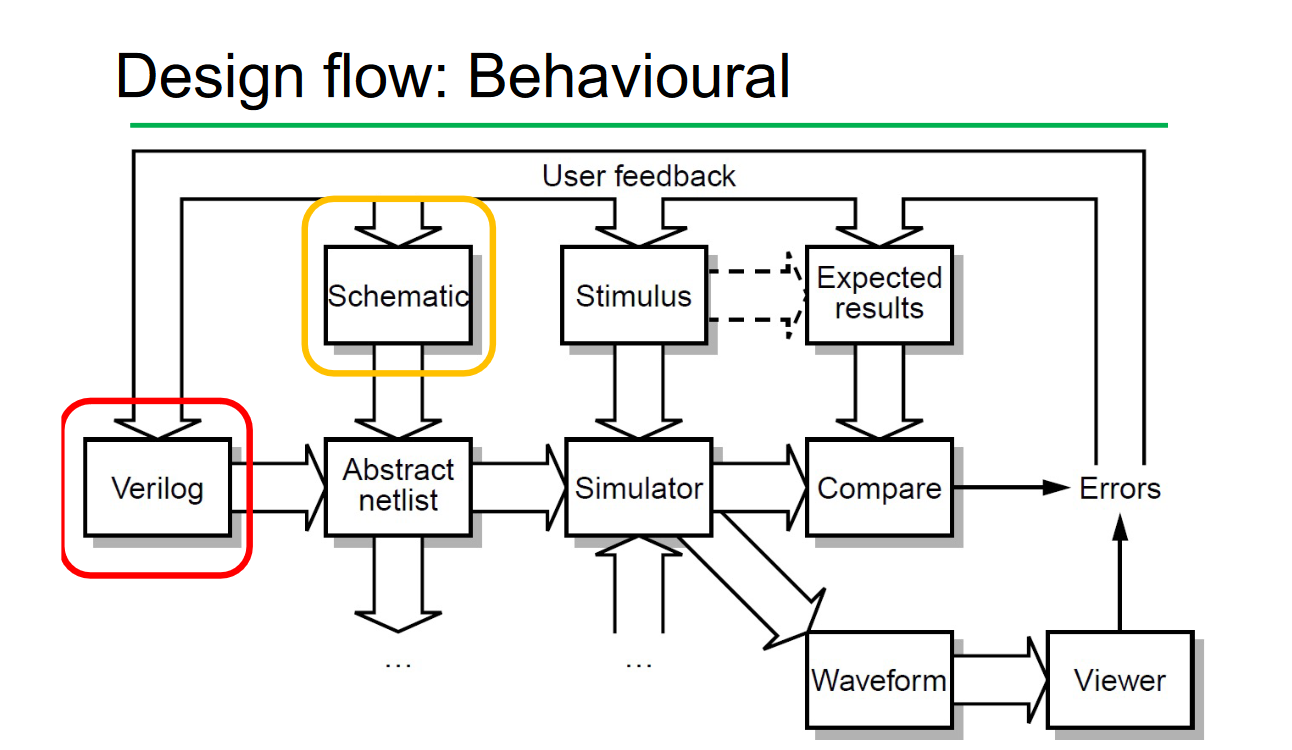 Design flow: Behavioural
User feedback
Schematic
Stimulus
Expected
results
Verilog
Abstract
netlist
Simulator
Compare
Errors
...
...
Waveform
Viewer